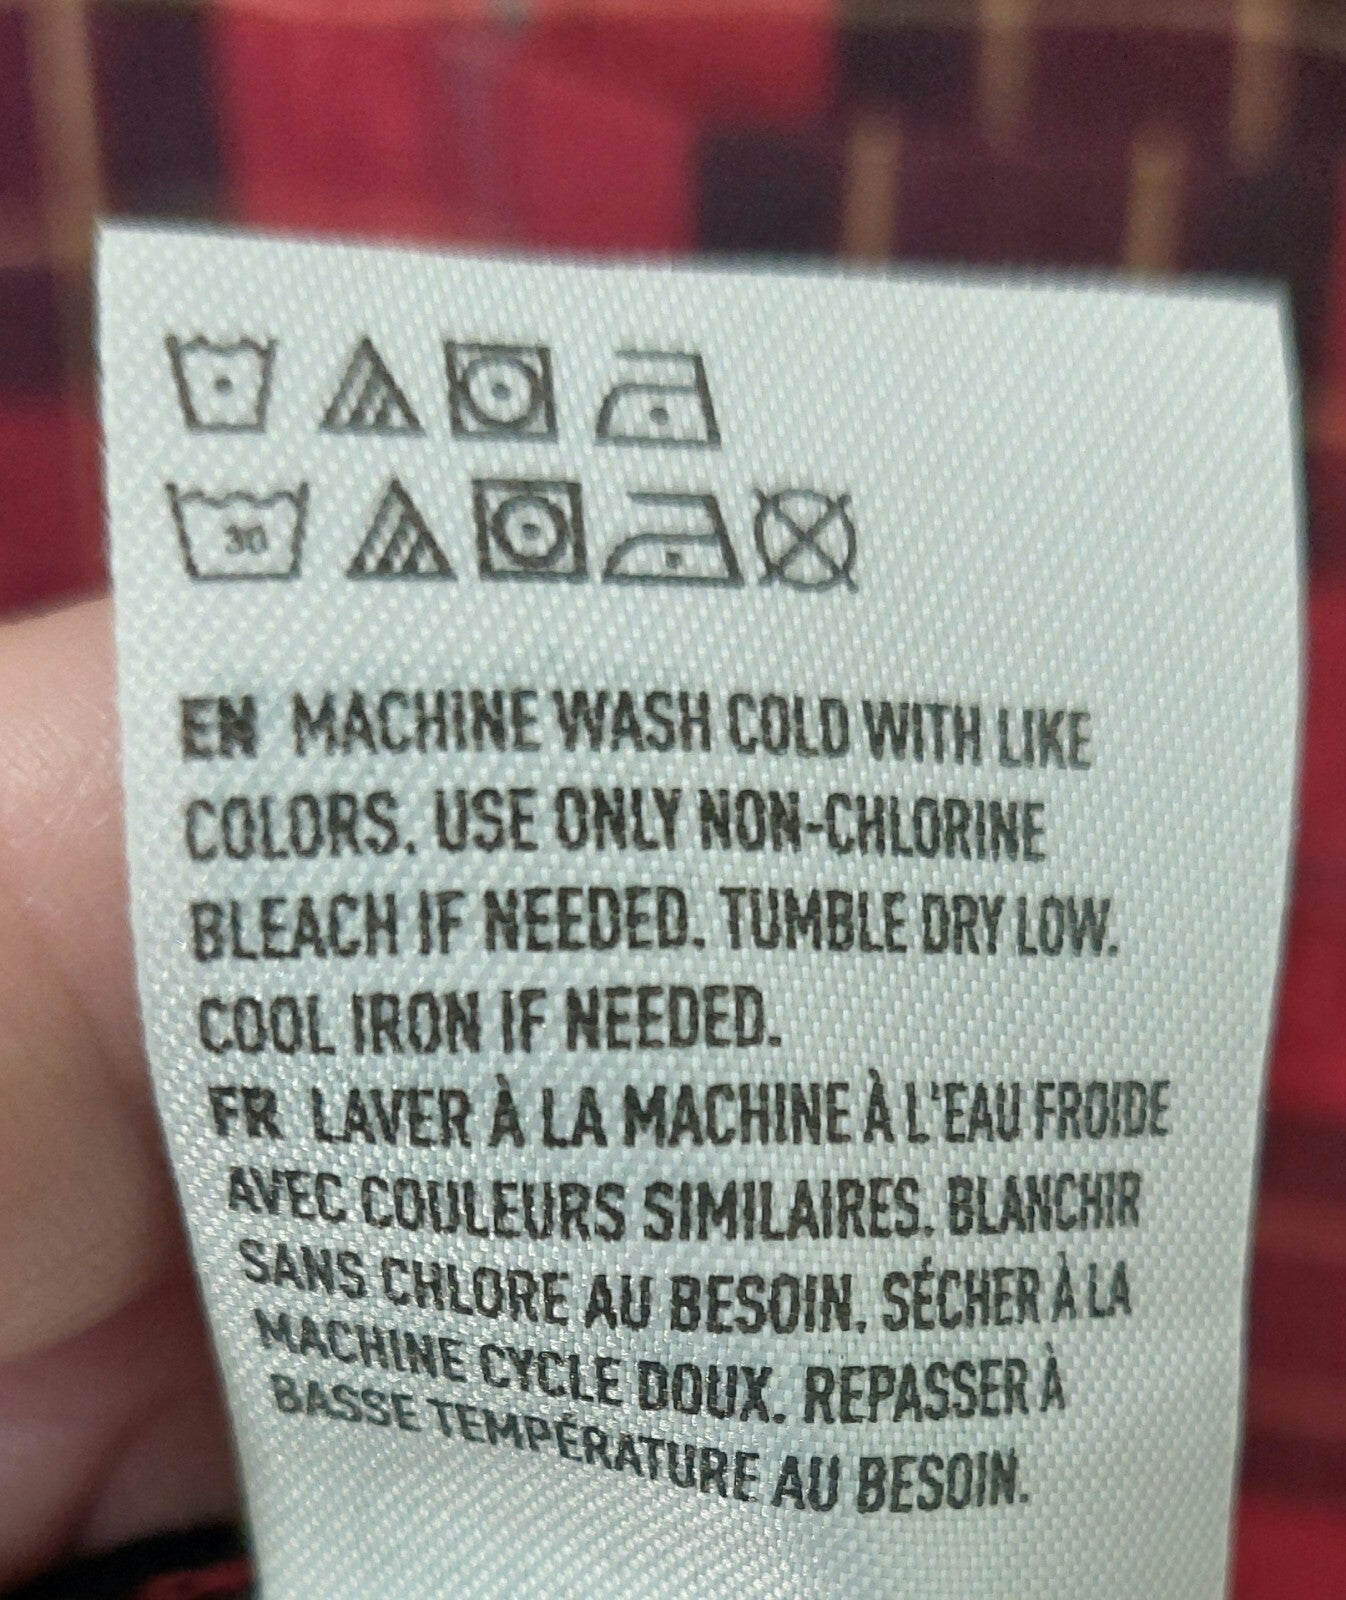 30
EN MACHINE WASH COLD WITH LIKE
COLORS. USE ONLY NON-CHLORINE
BLEACH IF NEEDED. TUMBLE DRY LOW.
COOL IRON IF NEEDED.
FR LAVER À LA MACHINE À L'EAU FROIDE
AVEC COULEURS SIMILAIRES. BLANCHIR
SANS CHLORE AU BESOIN. SÉCHER À LA
MACHINE CYCLE DOUX. REPASSER À
BASSE TEMPÉRATURE AU BESOIN.